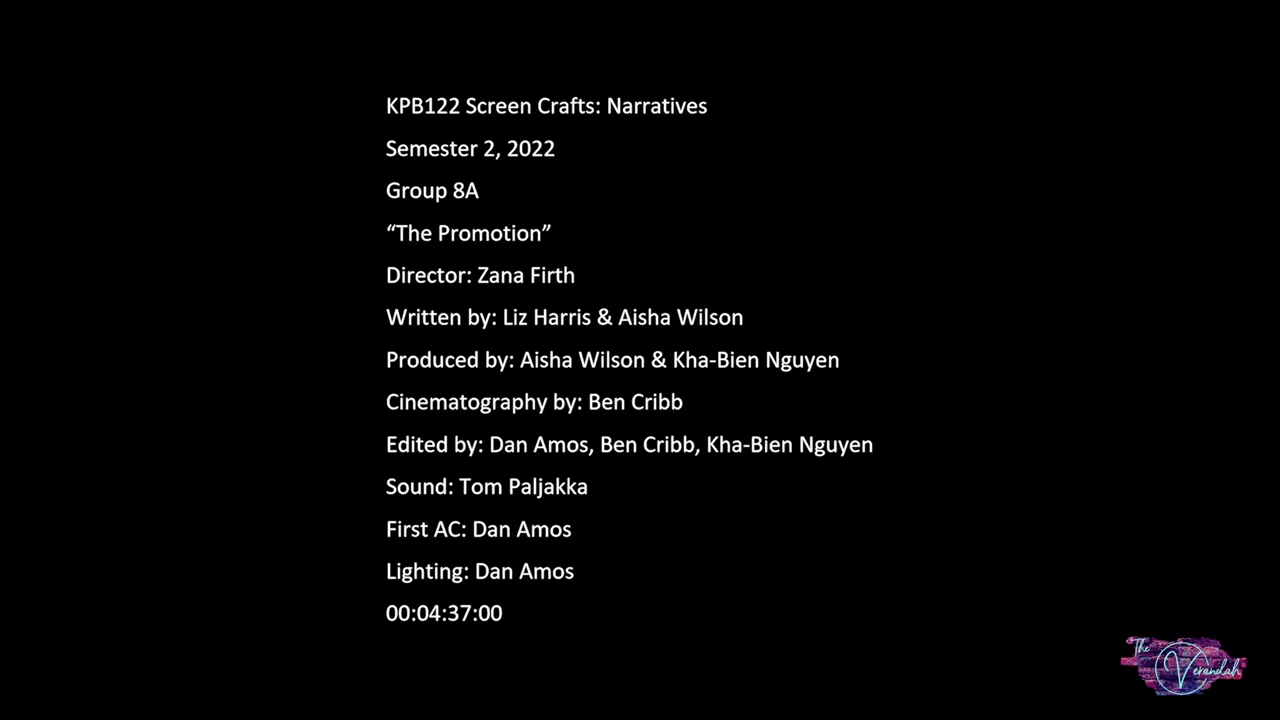 KPB122 Screen Crafts: Narratives
Semester 2, 2022
Group 8A
“The Promotion”
Director: Zana Firth
Written by: Liz Harris & Aisha Wilson
Produced by: Aisha Wilson & Kha-Bien Nguyen
Cinematography by: Ben Cribb
Edited by: Dan Amos, Ben Cribb, Kha-Bien Nguyen
Sound: Tom Paljakka
First AC: Dan Amos
Lighting: Dan Amos
00:04:37:00
The
Verandah